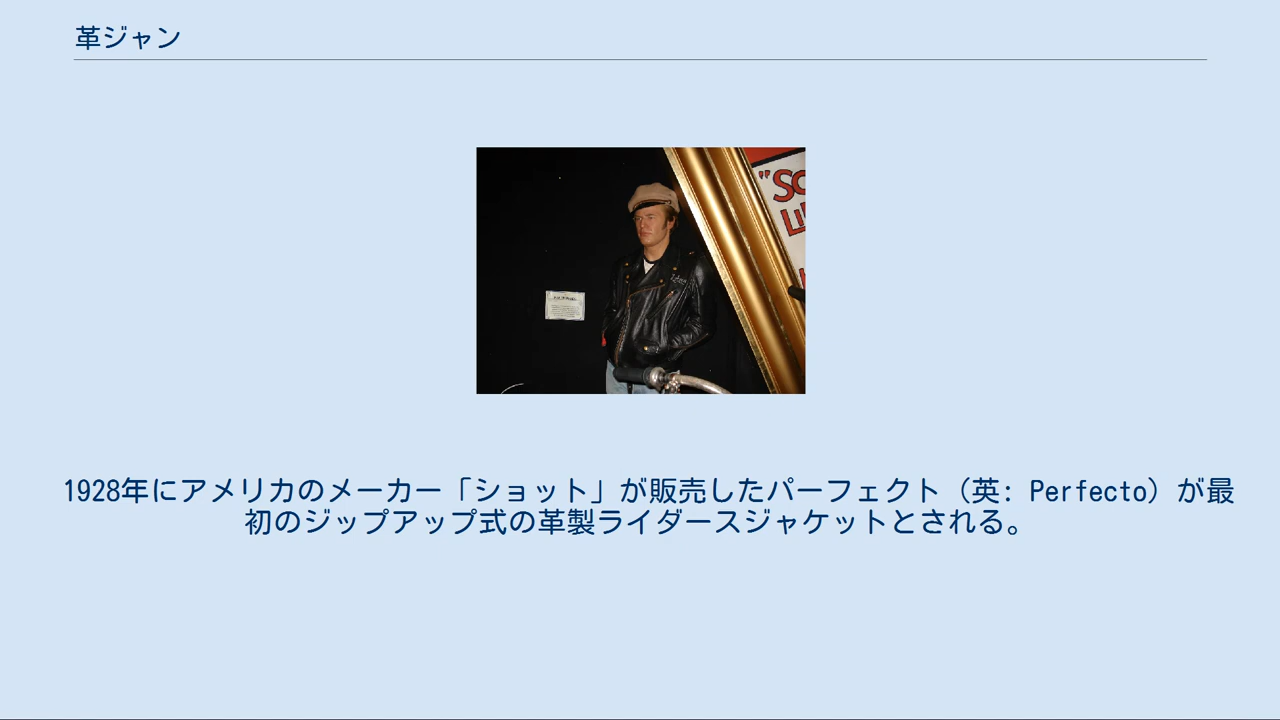 革ジャン
"SO
LI
1928年にアメリカのメーカー「ショット」が販売したパーフェクト（英: Perfecto）が最
初のジップアップ式の革製ライダースジャケットとされる。